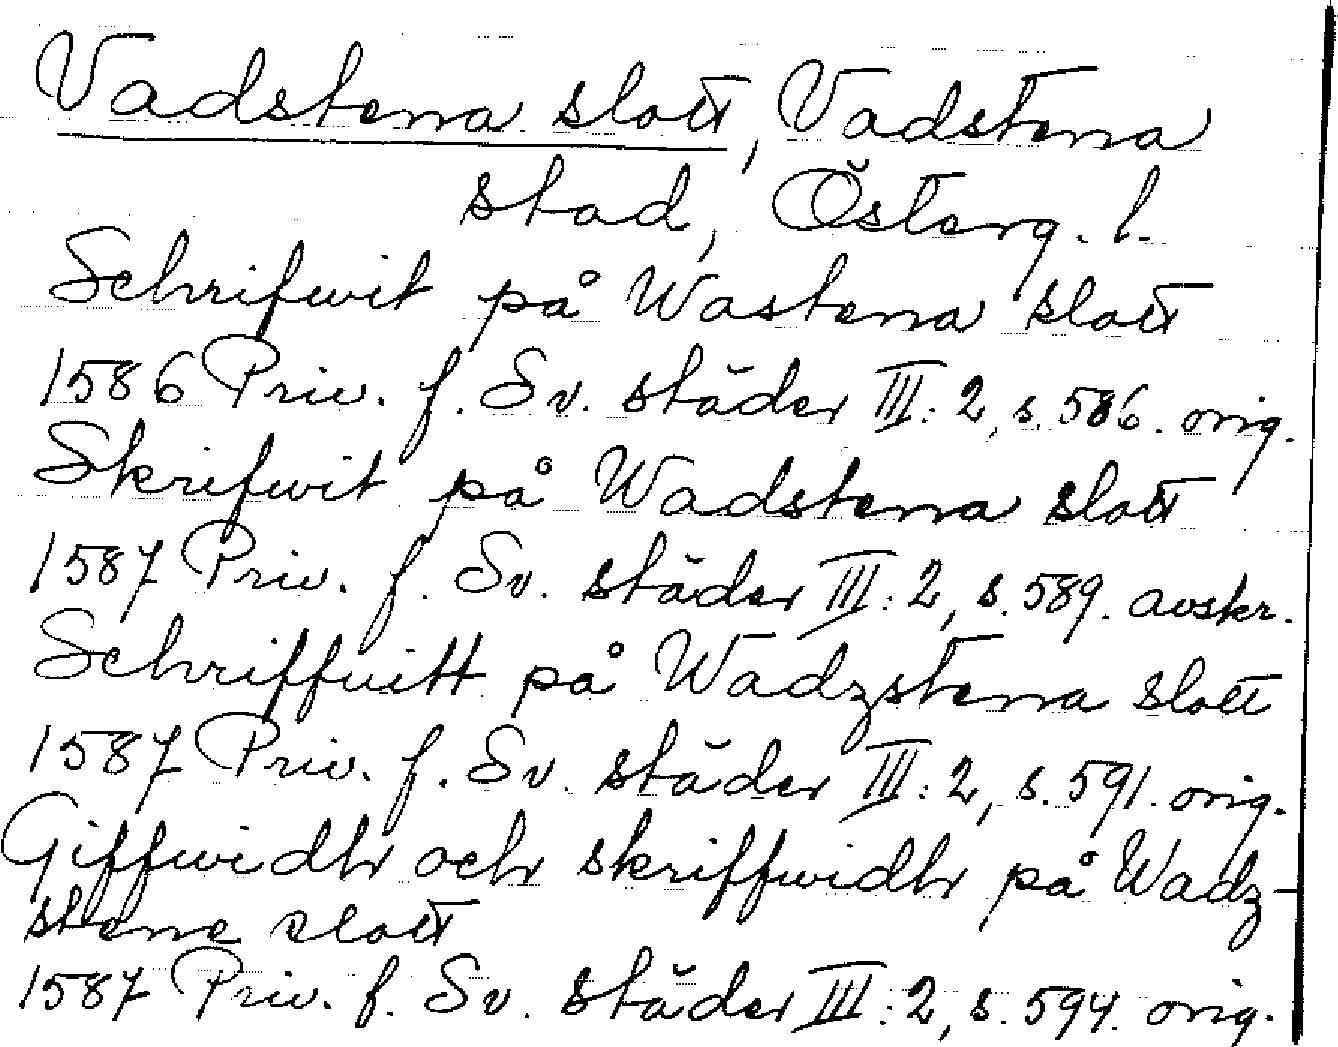 Vadstena slott, Vadstena
stad, Österg. l.
Schrifwit på Wastena slott
1586 Priv. f. Sv. städer III:2, s. 586. orig.
Skrifwit på Wadstena slott
1587 Priv. f. Sv. städer III:2, s. 589. avskr.
Schriffuitt på Wadzstena slott
1587 Priv. f. Sv. städer III:2, s. 591. orig.
Giffwidh och skriffwidh på Wadz-
stene slott
1587 Priv. f. Sv. städer III:2, s. 594. orig.